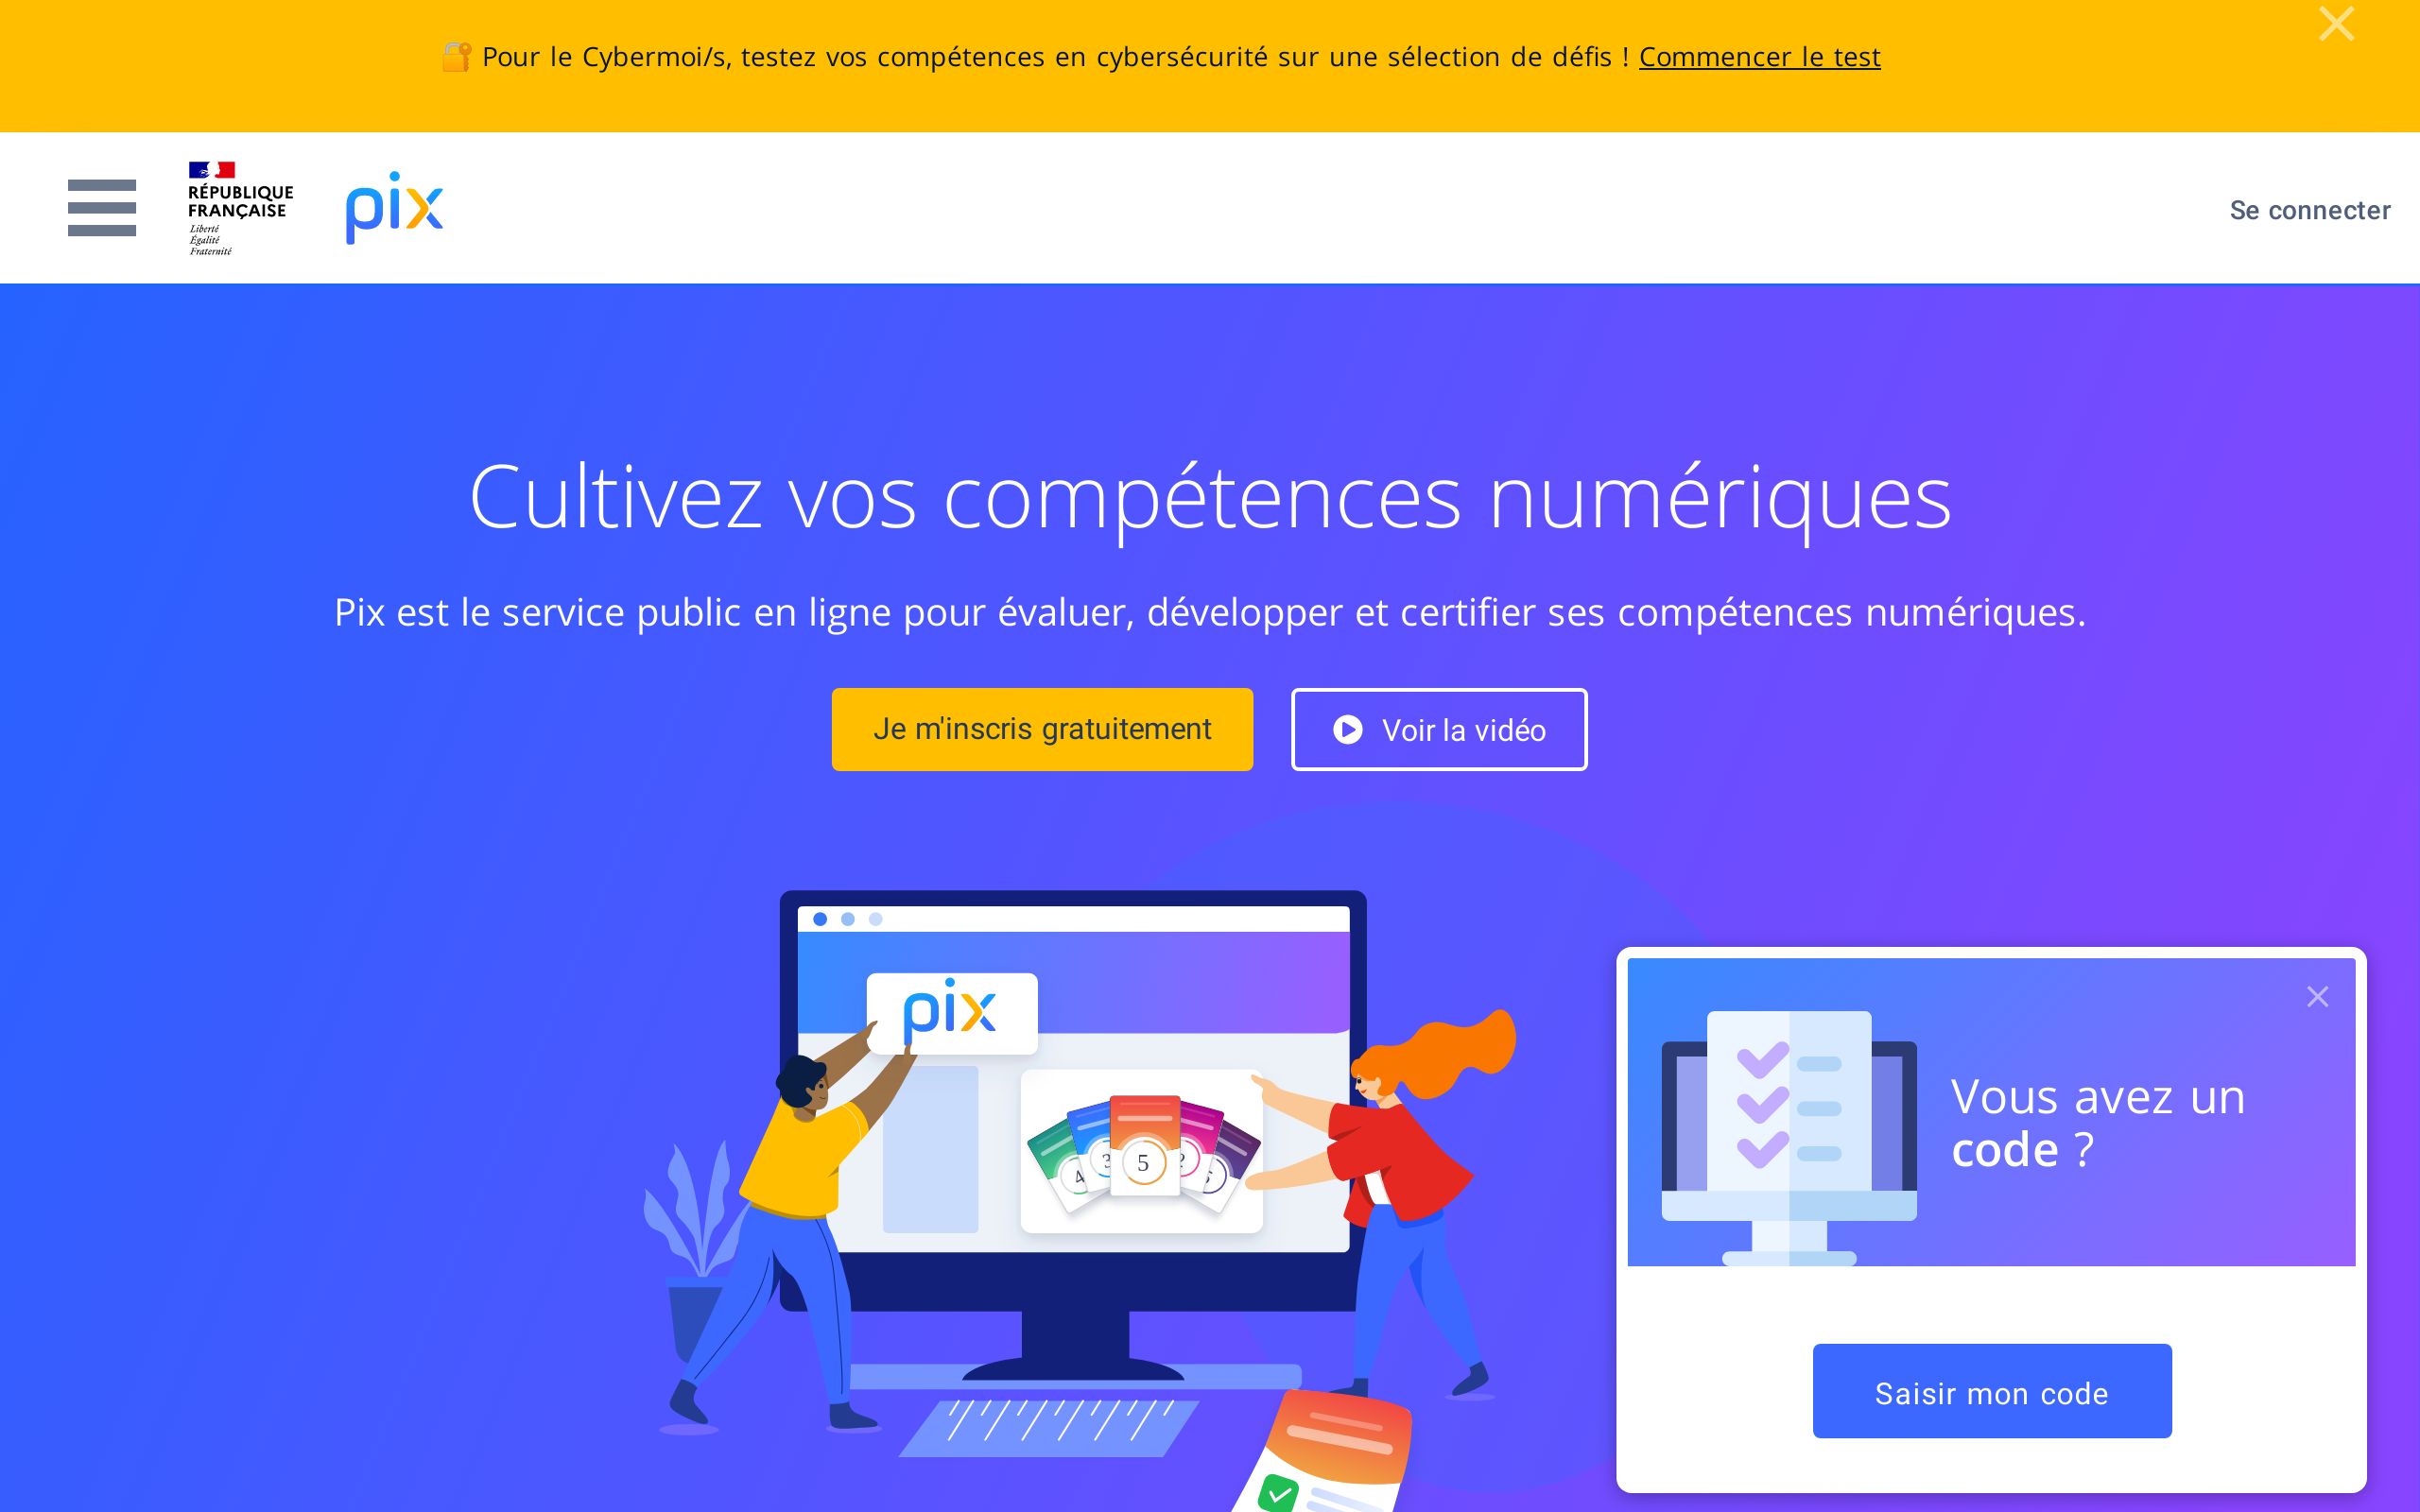 Pour le Cybermoi/s, testez vos compétences en cybersécurité sur une sélection de défis ! Commencer le test
RÉPUBLIQUE
FRANÇAISE
Liberté
Égalité
Fraternité
pix
Se connecter
Cultivez vos compétences numériques
Pix est le service public en ligne pour évaluer, développer et certifier ses compétences numériques.
Je m'inscris gratuitement
Voir la vidéo
pix
4 3 5 2
Vous avez un
code ?
Saisir mon code